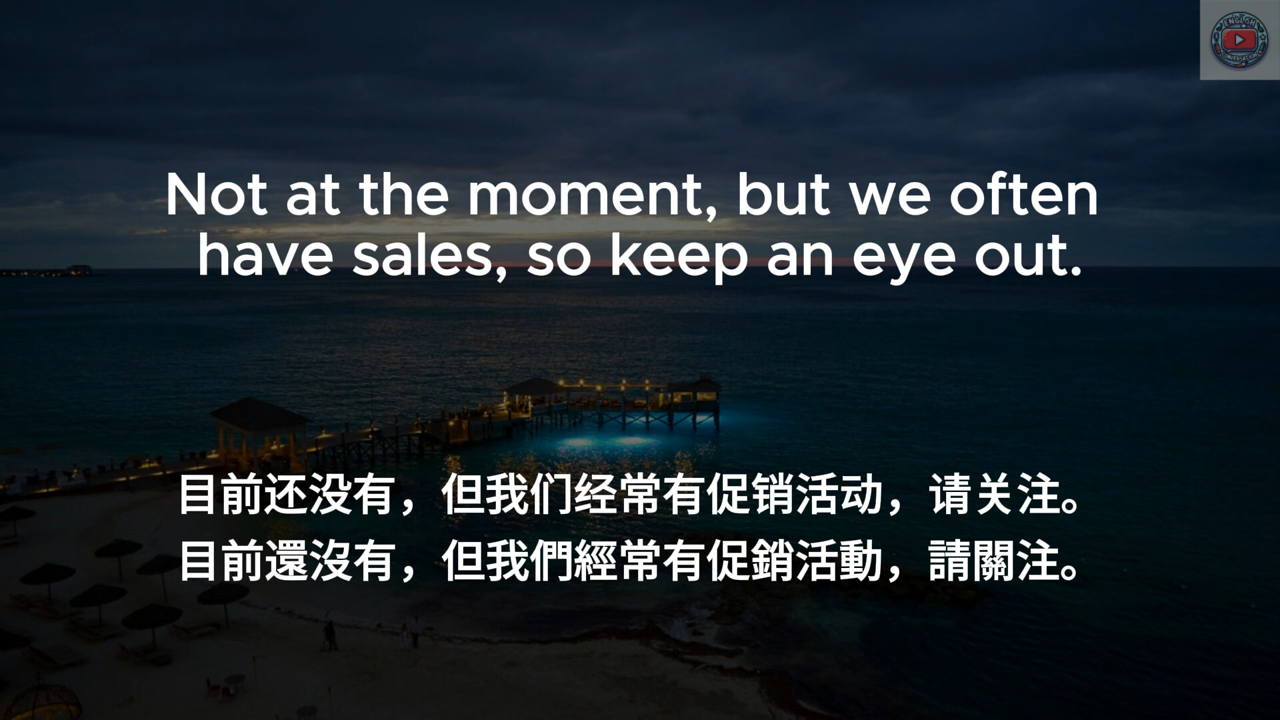 Not at the moment, but we often
have sales, so keep an eye out.
目前还没有，但我们经常有促销活动，请关注。
目前還沒有，但我們經常有促銷活動，請關注。